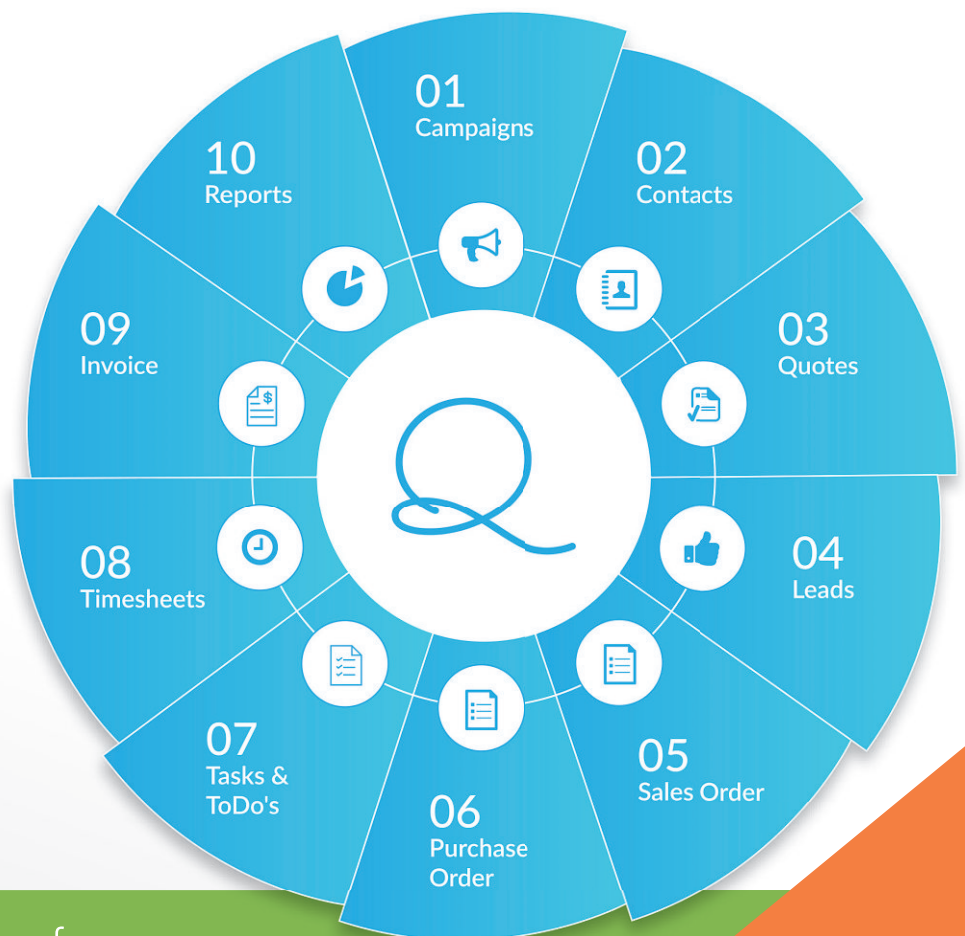 01
Campaigns
02
Contacts
03
Quotes
04
Leads
05
Sales Order
06
Purchase
Order
07
Tasks &
ToDo's
08
Timesheets
09
Invoice
10
Reports
Q
$